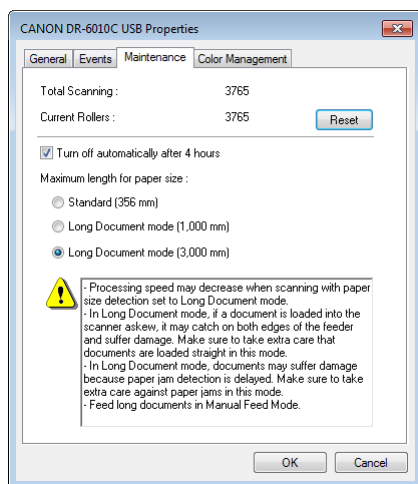 CANON DR-6010C USB Properties
General Events Maintenance Color Management
Total Scanning : 3765
Current Rollers : 3765 Reset
Turn off automatically after 4 hours
Maximum length for paper size :
Standard (356 mm)
Long Document mode (1,000 mm)
Long Document mode (3,000 mm)
- Processing speed may decrease when scanning with paper
size detection set to Long Document mode.
- In Long Document mode, if a document is loaded into the
scanner askew, it may catch on both edges of the feeder
and suffer damage. Make sure to take extra care that
documents are loaded straight in this mode.
- In Long Document mode, documents may suffer damage
because paper jam detection is delayed. Make sure to take
extra care against paper jams in this mode.
- Feed long documents in Manual Feed Mode.
OK Cancel